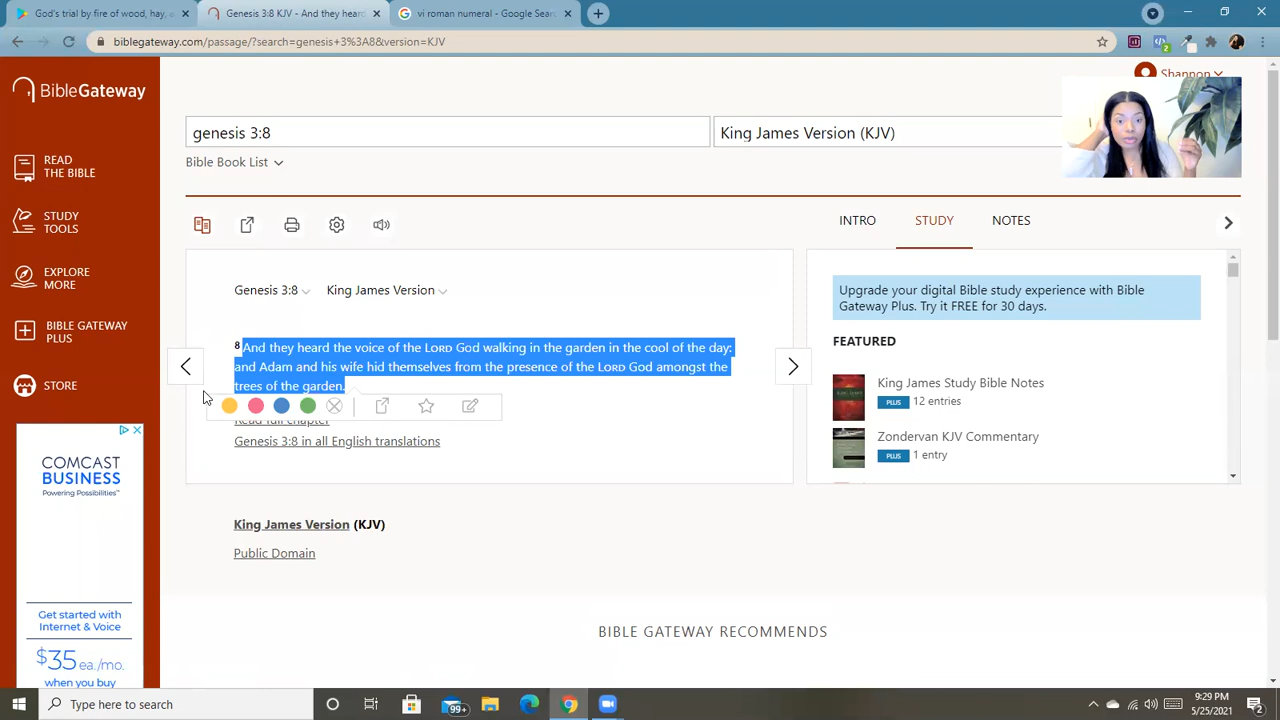 God's trial by fire of wood, hay,
Genesis 3:8 KJV - And they heard
vi roman numeral - Google Sear
biblegateway.com/passage/?search=genesis+3%3A8&version=KJV
2
BibleGateway
Shannon
genesis 3:8
King James Version (KJV)
Bible Book List
READ
THE BIBLE
STUDY
TOOLS
EXPLORE
MORE
BIBLE GATEWAY
PLUS
STORE
INTRO
STUDY
NOTES
Genesis 3:8
King James Version
8 And they heard the voice of the LORD God walking in the garden in the cool of the day:
and Adam and his wife hid themselves from the presence of the LORD God amongst the
trees of the garden.
Read full chapter
Genesis 3:8 in all English translations
Upgrade your digital Bible study experience with Bible
Gateway Plus. Try it FREE for 30 days.
FEATURED
King James Study Bible Notes
PLUS 12 entries
Zondervan KJV Commentary
PLUS 1 entry
COMCAST
BUSINESS
Powering Possibilities™
Get started with
Internet & Voice
$35 ea./mo.
when you buy
King James Version (KJV)
Public Domain
BIBLE GATEWAY RECOMMENDS
Type here to search
99+
9:29 PM
5/25/2021
2